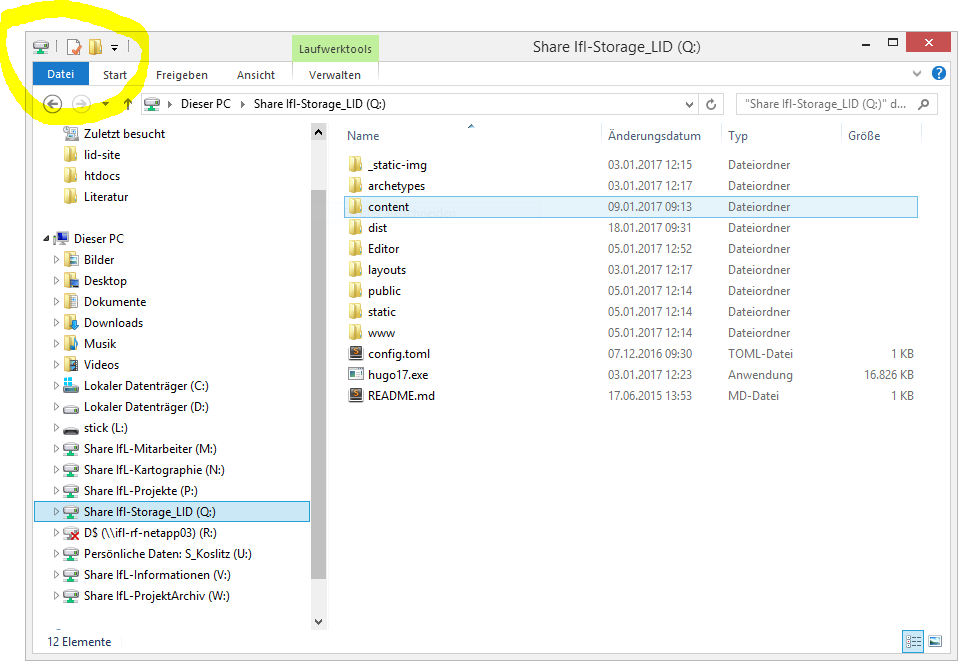 Laufwerktools
Share IfI-Storage_LID (Q:)
Datei Start Freigeben Ansicht Verwalten
Dieser PC Share IfI-Storage_LID (Q:) "Share IfI-Storage_LID (Q:)" d...
Zuletzt besucht
lid-site
htdocs
Literatur
Dieser PC
Bilder
Desktop
Dokumente
Downloads
Musik
Videos
Lokaler Datenträger (C:)
Lokaler Datenträger (D:)
stick (L:)
Share IfL-Mitarbeiter (M:)
Share IfL-Kartographie (N:)
Share IfL-Projekte (P:)
Share IfI-Storage_LID (Q:)
D$ (\\ifl-rf-netapp03) (R:)
Persönliche Daten: S_Koslitz (U:)
Share IfL-Informationen (V:)
Share IfL-ProjektArchiv (W:)
Name Änderungsdatum Typ Größe
_static-img 03.01.2017 12:15 Dateiordner
archetypes 03.01.2017 12:17 Dateiordner
content 09.01.2017 09:13 Dateiordner
dist 18.01.2017 09:31 Dateiordner
Editor 05.01.2017 12:52 Dateiordner
layouts 03.01.2017 12:17 Dateiordner
public 05.01.2017 12:14 Dateiordner
static 05.01.2017 12:14 Dateiordner
www 05.01.2017 12:14 Dateiordner
config.toml 07.12.2016 09:30 TOML-Datei 1 KB
hugo17.exe 03.01.2017 12:23 Anwendung 16.826 KB
README.md 17.06.2015 13:53 MD-Datei 1 KB
12 Elemente